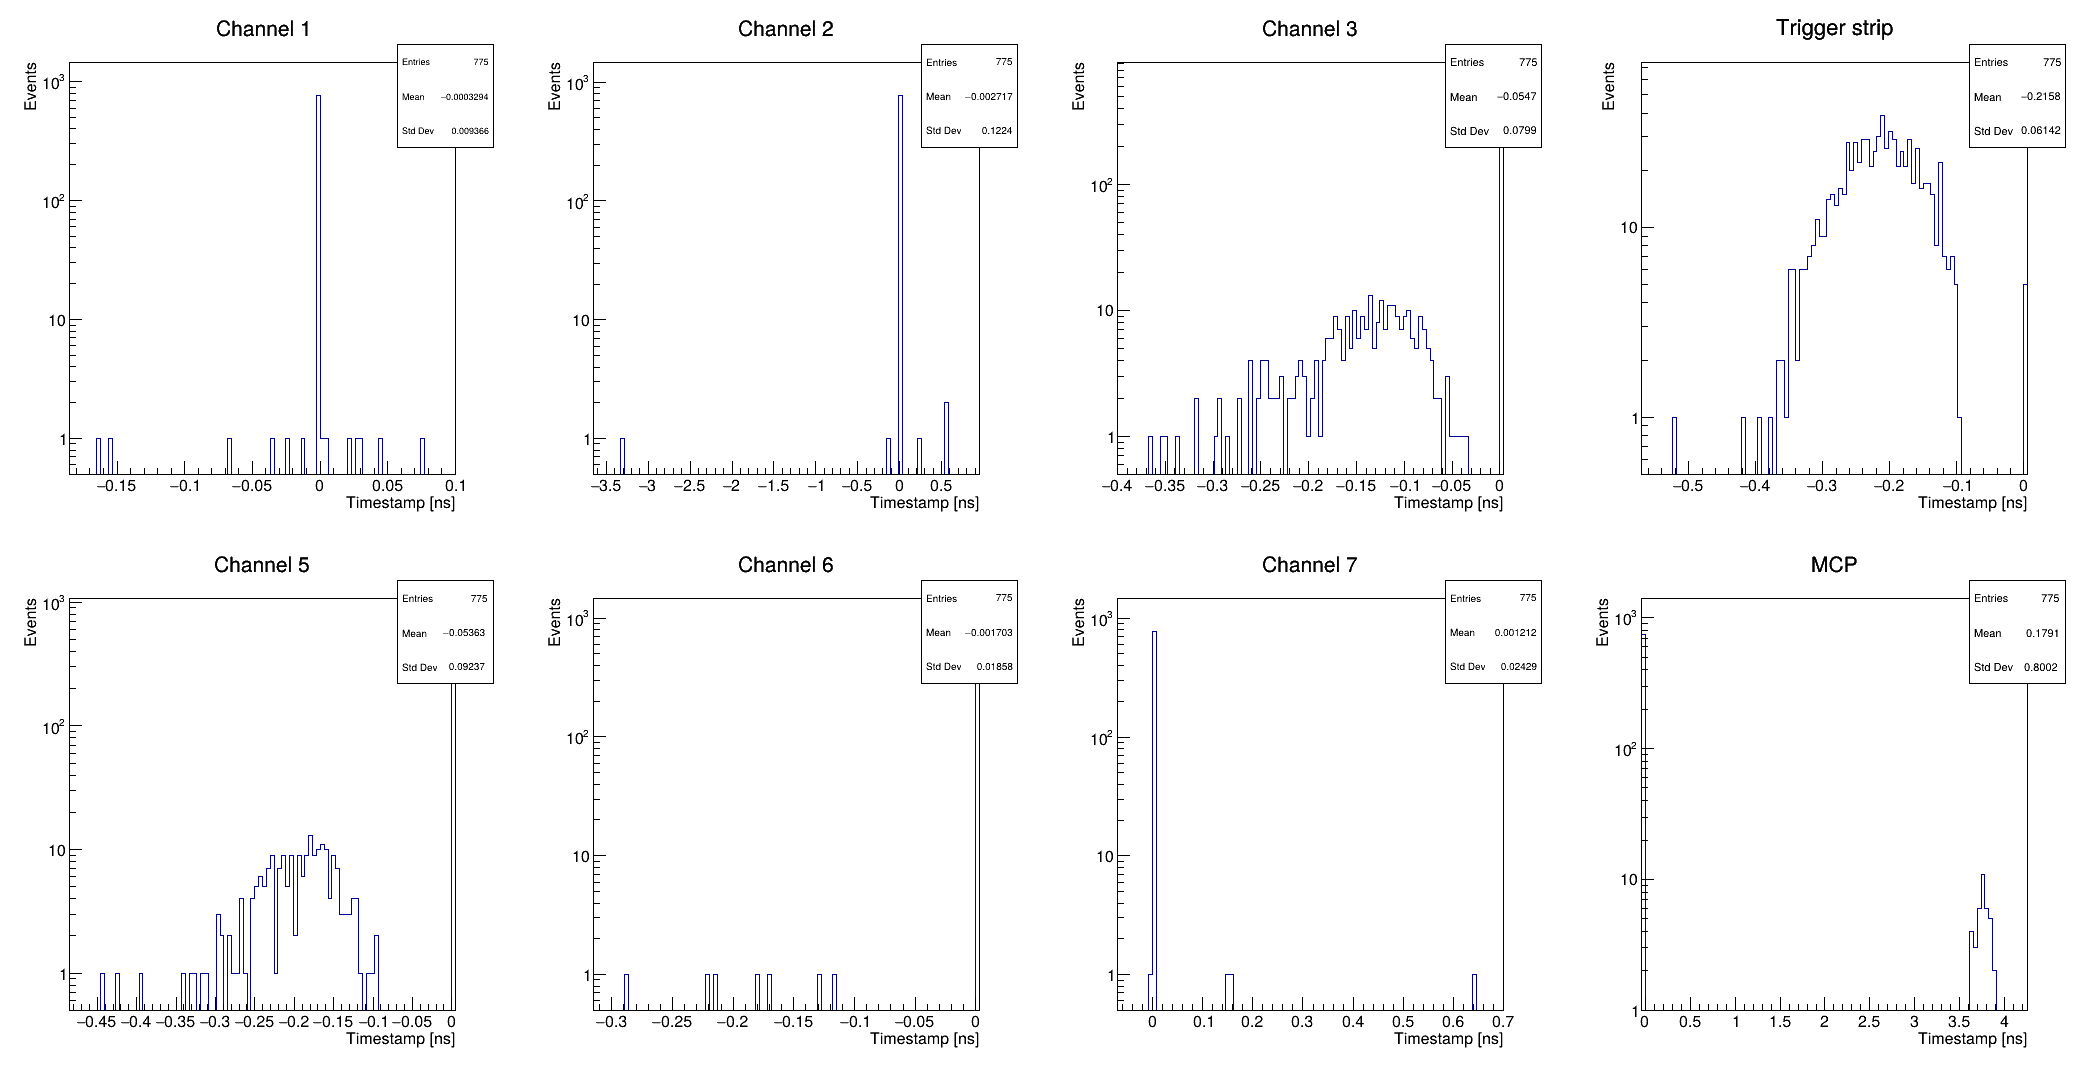 Channel 1
Events
Entries 775
Mean −0.0003294
Std Dev 0.009366
10³
10²
10
1
−0.15 −0.1 −0.05 0 0.05 0.1
Timestamp [ns]
Channel 2
Events
Entries 775
Mean −0.002717
Std Dev 0.1224
10³
10²
10
1
−3.5 −3 −2.5 −2 −1.5 −1 −0.5 0 0.5
Timestamp [ns]
Channel 3
Events
Entries 775
Mean −0.0547
Std Dev 0.0799
10²
10
1
−0.4 −0.35 −0.3 −0.25 −0.2 −0.15 −0.1 −0.05 0
Timestamp [ns]
Trigger strip
Events
Entries 775
Mean −0.2158
Std Dev 0.06142
10
1
−0.5 −0.4 −0.3 −0.2 −0.1 0
Timestamp [ns]
Channel 5
Events
Entries 775
Mean −0.05363
Std Dev 0.09237
10³
10²
10
1
−0.45 −0.4 −0.35 −0.3 −0.25 −0.2 −0.15 −0.1 −0.05 0
Timestamp [ns]
Channel 6
Events
Entries 775
Mean −0.001703
Std Dev 0.01858
10³
10²
10
1
−0.3 −0.25 −0.2 −0.15 −0.1 −0.05 0
Timestamp [ns]
Channel 7
Events
Entries 775
Mean 0.001212
Std Dev 0.02429
10³
10²
10
1
0 0.1 0.2 0.3 0.4 0.5 0.6 0.7
Timestamp [ns]
MCP
Events
Entries 775
Mean 0.1791
Std Dev 0.8002
10³
10²
10
1
0 0.5 1 1.5 2 2.5 3 3.5 4
Timestamp [ns]